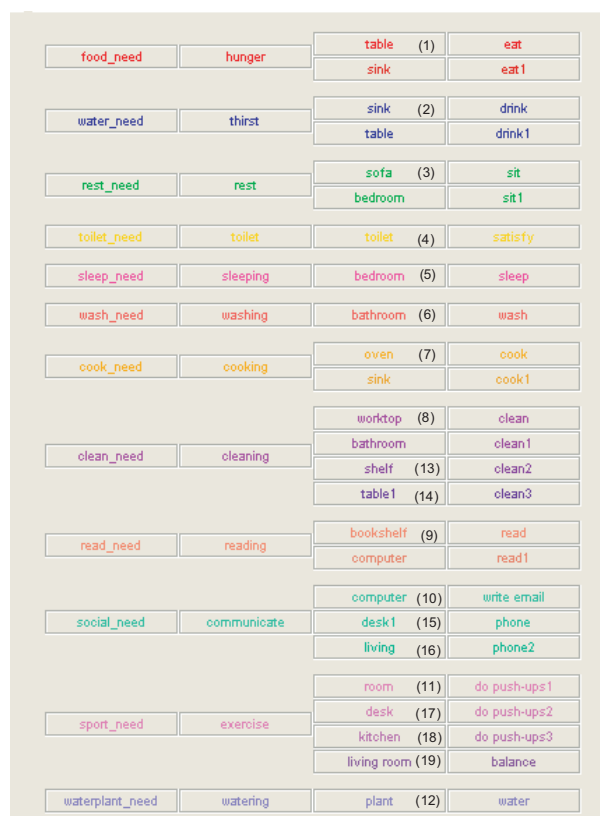 table (1) eat
food_need hunger
sink eat1
sink (2) drink
water_need thirst
table drink1
sofa (3) sit
rest_need rest
bedroom sit1
toilet_need toilet toilet (4) satisfy
sleep_need sleeping bedroom (5) sleep
wash_need washing bathroom (6) wash
oven (7) cook
cook_need cooking
sink cook1
worktop (8) clean
bathroom clean1
clean_need cleaning
shelf (13) clean2
table1 (14) clean3
bookshelf (9) read
read_need reading
computer read1
computer (10) write email
social_need communicate desk1 (15) phone
living (16) phone2
room (11) do push-ups1
desk (17) do push-ups2
sport_need exercise
kitchen (18) do push-ups3
living room (19) balance
waterplant_need watering plant (12) water